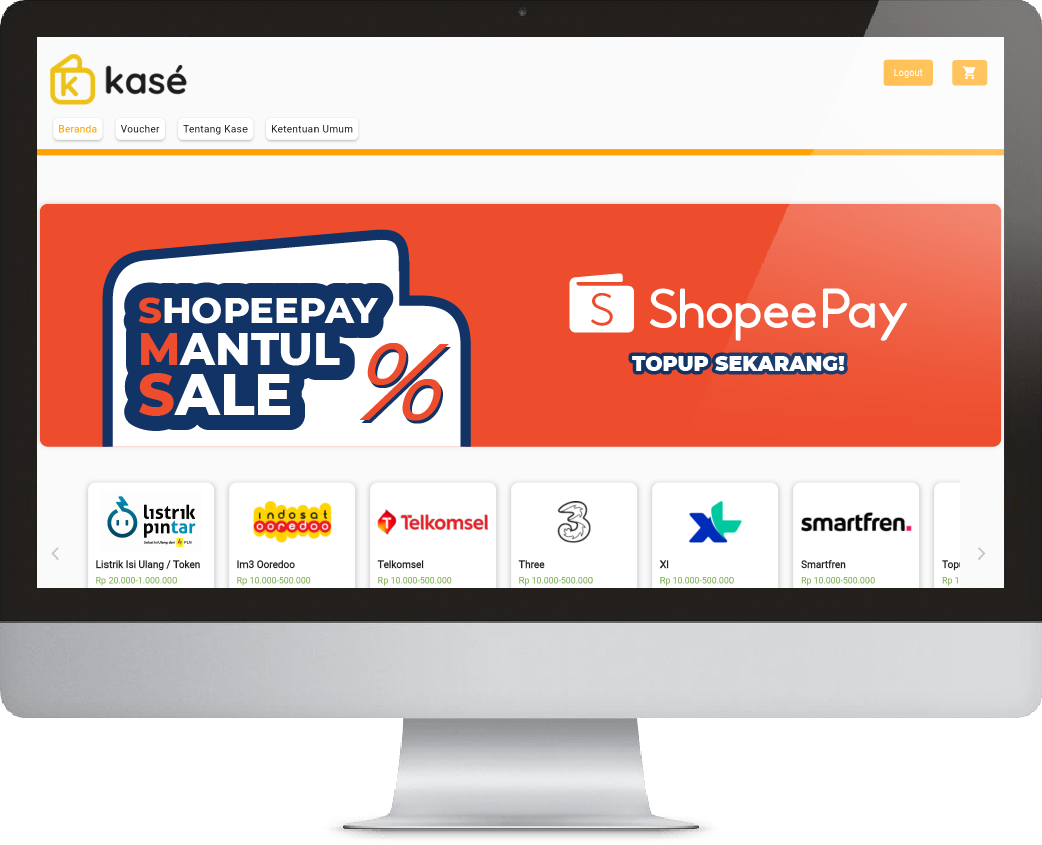 kasé
Logout
Beranda
Voucher
Tentang Kase
Ketentuan Umum
SHOPEEPAY
MANTUL
SALE
%
S
ShopeePay
TOPUP SEKARANG!
listrik
pintar
indosat
ooredoo
Telkomsel
3
XL
smartfren.
Listrik Isi Ulang / Token
Im3 Ooredoo
Telkomsel
Three
Xl
Smartfren
Topu
Rp 20.000-1.000.000
Rp 10.000-500.000
Rp 10.000-500.000
Rp 10.000-500.000
Rp 10.000-500.000
Rp 10.000-500.000
Rp 1